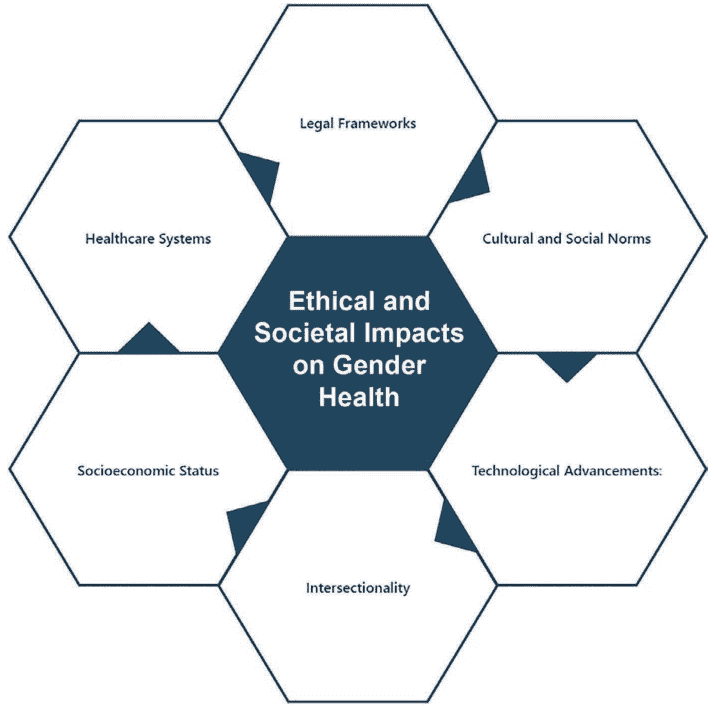 Legal Frameworks
Healthcare Systems
Cultural and Social Norms
Ethical and
Societal Impacts
on Gender
Health
Socioeconomic Status
Technological Advancements:
Intersectionality